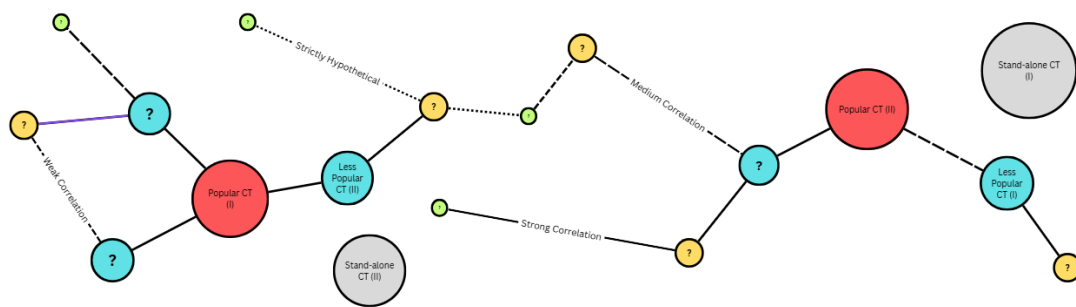 ?
?
Strictly Hypothetical
?
Stand-alone CT
(I)
Medium Correlation
?
Popular CT (II)
?
?
?
?
Weak Correlation
Less
Popular
CT (II)
?
Less
Popular
CT (I)
Popular CT
(I)
?
Strong Correlation
?
?
Stand-alone
CT (II)
?